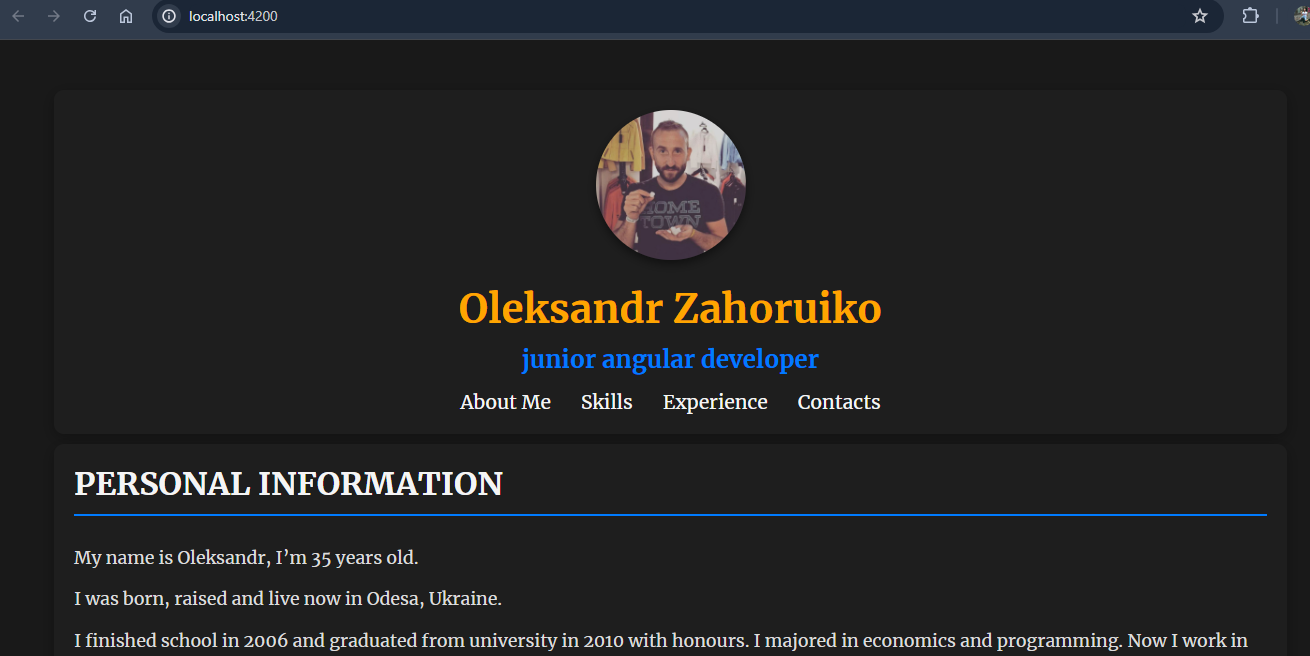 localhost:4200
HOME
TOWN
Oleksandr Zahoruiko
junior angular developer
About Me Skills Experience Contacts
PERSONAL INFORMATION
My name is Oleksandr, I’m 35 years old.
I was born, raised and live now in Odesa, Ukraine.
I finished school in 2006 and graduated from university in 2010 with honours. I majored in economics and programming. Now I work in